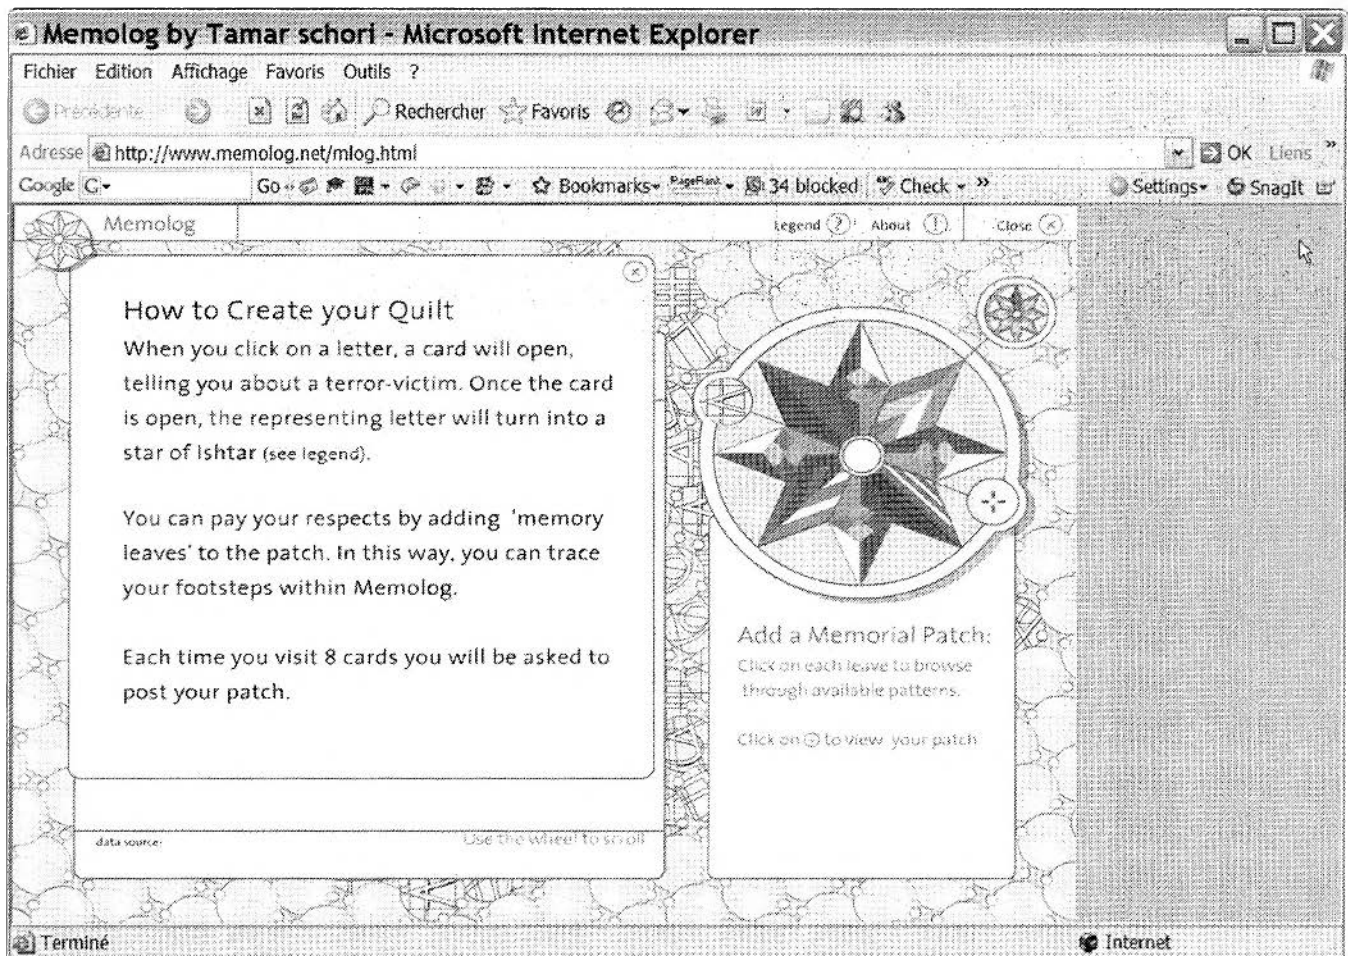 Memolog by Tamar schori - Microsoft Internet Explorer
Fichier Edition Affichage Favoris Outils ?
Précédente Rechercher Favoris
Adresse http://www.memolog.net/mlog.html OK Liens »
Google G Go Bookmarks PageRank 34 blocked Check » Settings SnagIt
Memolog Legend ? About ! Close ×
How to Create your Quilt
When you click on a letter, a card will open,
telling you about a terror-victim. Once the card
is open, the representing letter will turn into a
star of Ishtar (see legend).
You can pay your respects by adding 'memory
leaves' to the patch. In this way, you can trace
your footsteps within Memolog.
Each time you visit 8 cards you will be asked to
post your patch.
data source:
Use the wheel to scroll
Add a Memorial Patch:
Click on each leave to browse
through available patterns.
Click on to view your patch
Terminé Internet